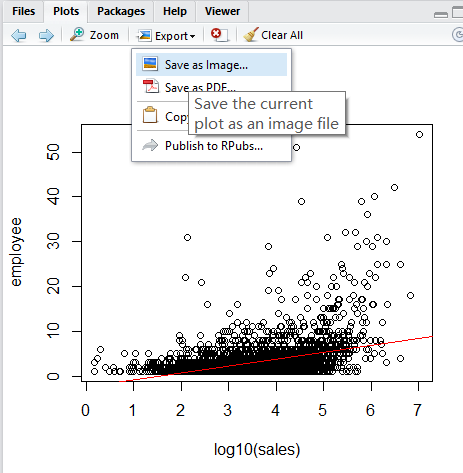 Files Plots Packages Help Viewer
Zoom Export Clear All
Save as Image...
Save as PDF...
Save the current
plot as an image file
Publish to RPubs...
50
40
30
20
10
0
employee
0 1 2 3 4 5 6 7
log10(sales)